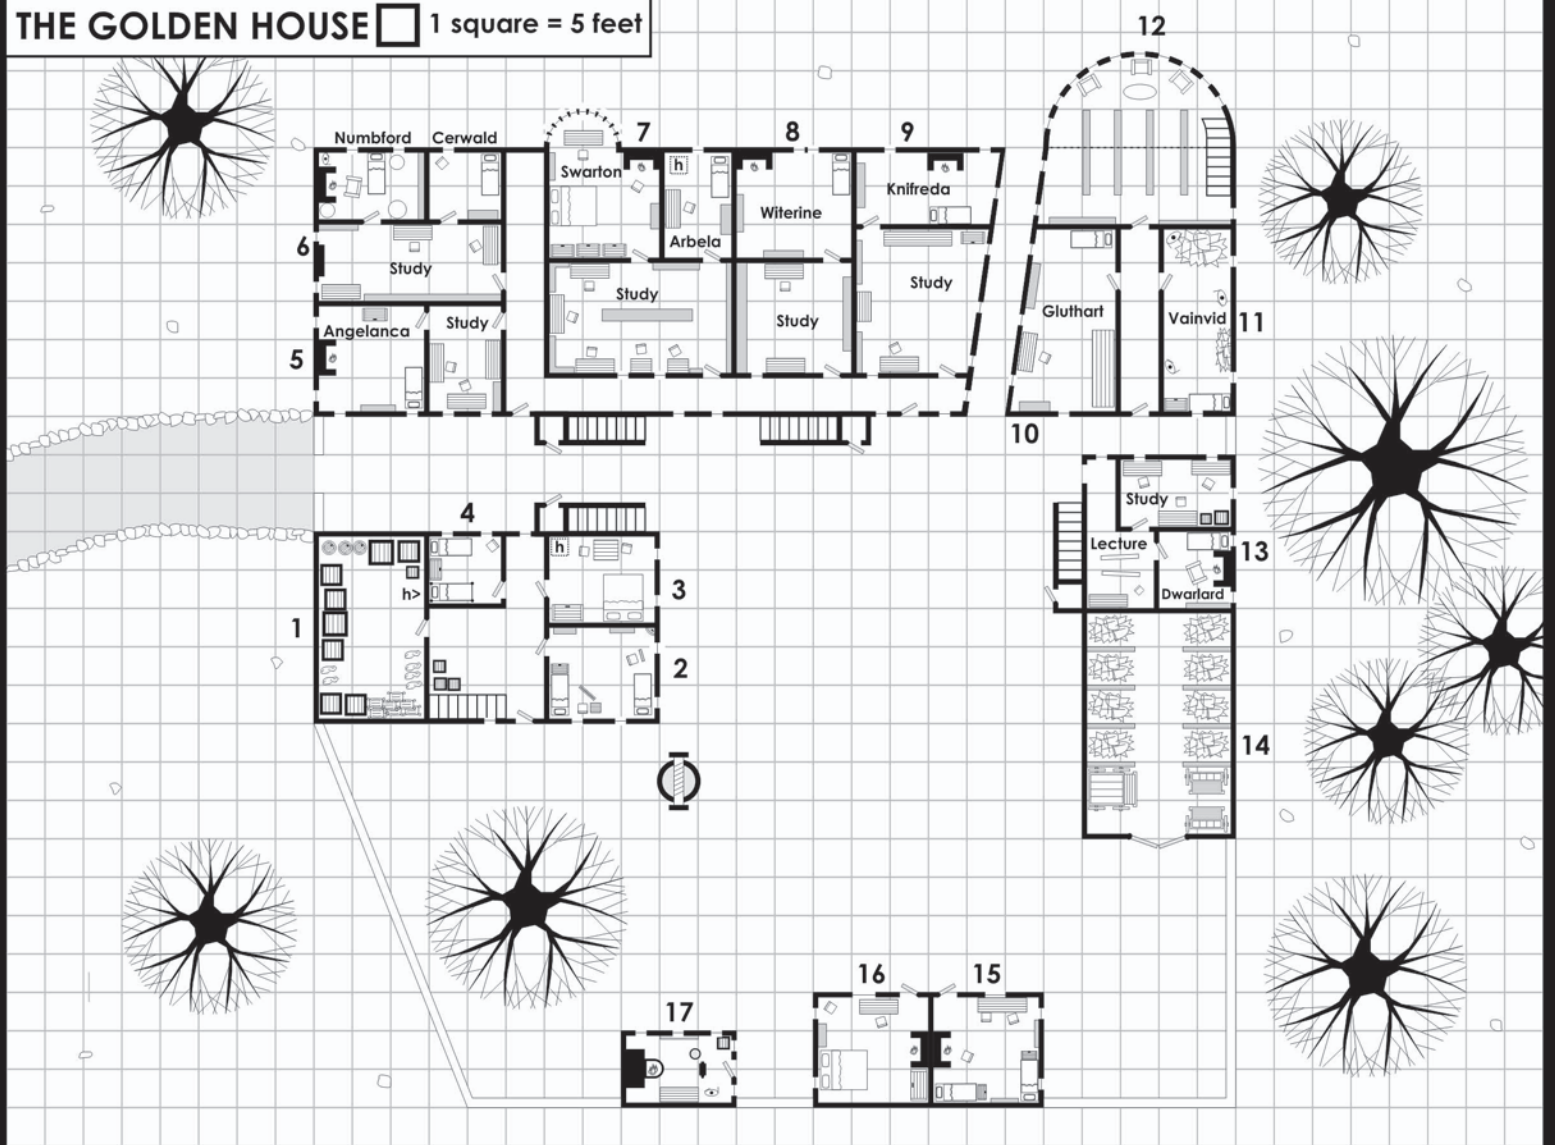 THE GOLDEN HOUSE 1 square = 5 feet
12
Numbford Cerwald 7 8 9
Swarton h Knifreda
Witerine
Arbela
6 Study Study Study
Angelanca Study Study Gluthart Vainvid 11
5
10
4 Study
h Lecture 13
1 h> 3 Dwarlard
2
14
16 15
17